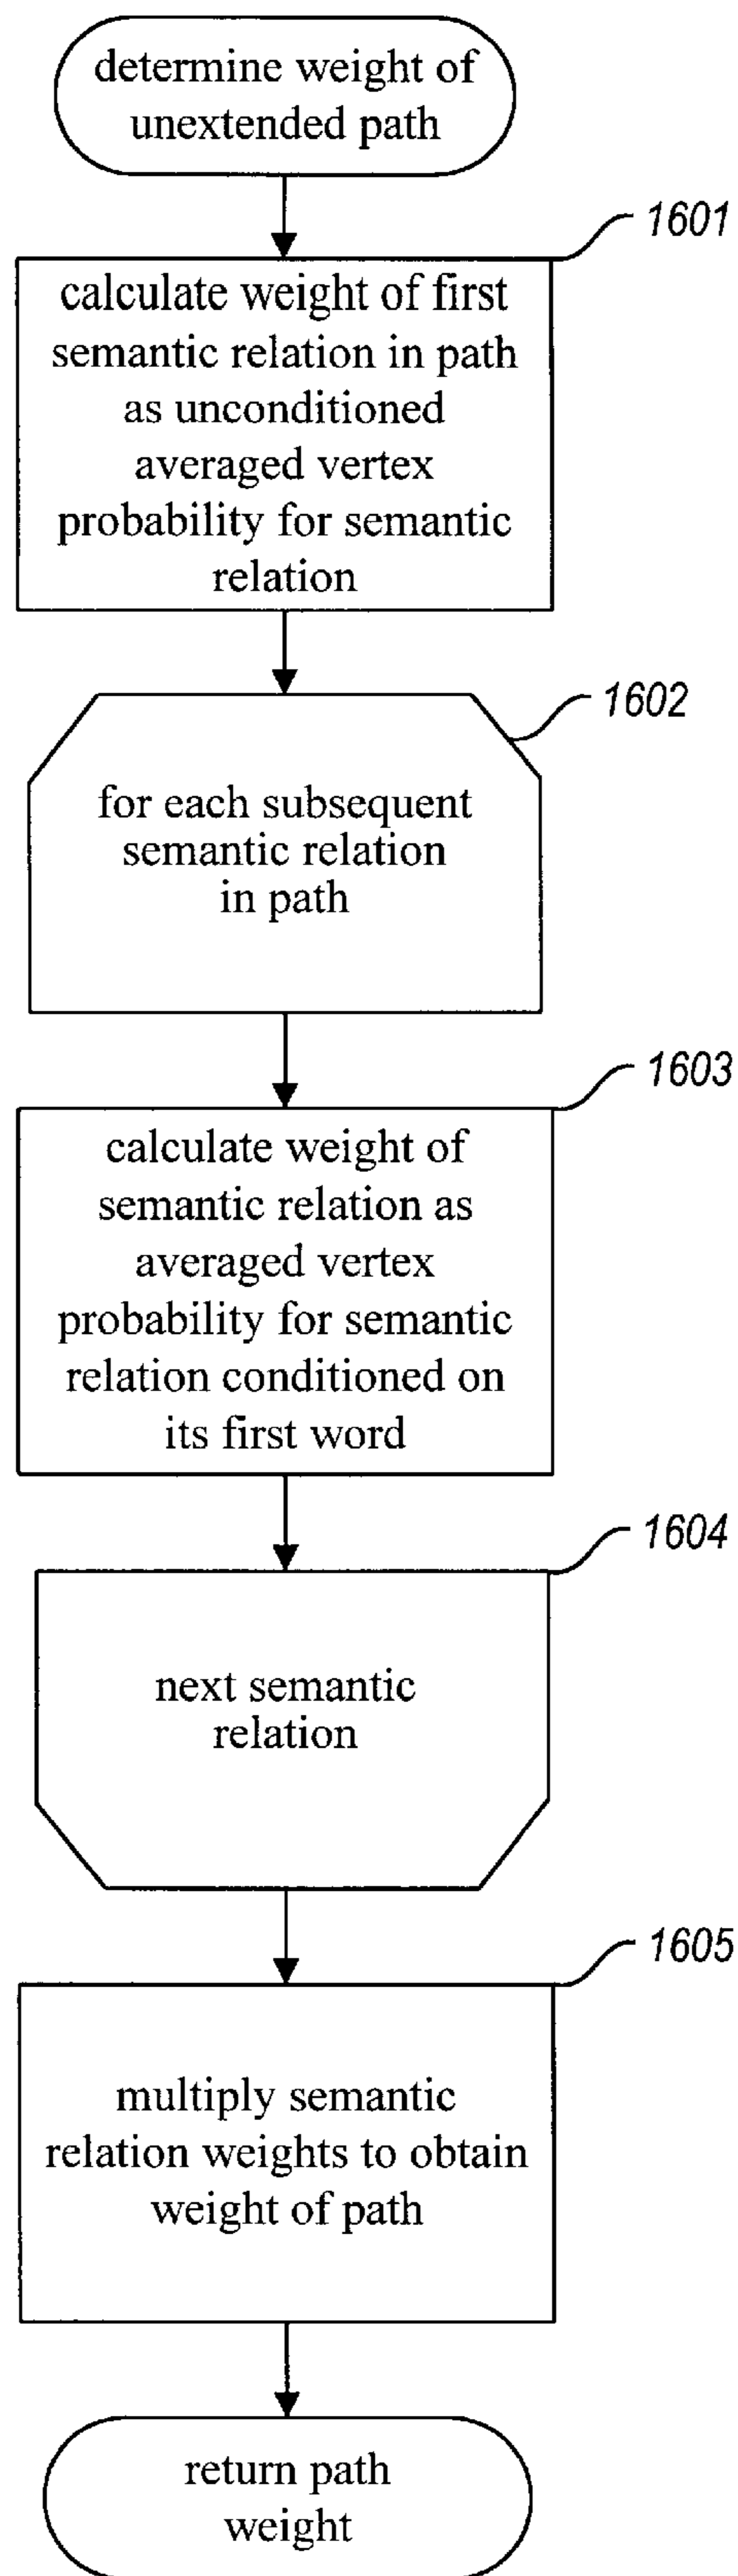 determine weight of
unextended path
1601
calculate weight of first
semantic relation in path
as unconditioned
averaged vertex
probability for semantic
relation
1602
for each subsequent
semantic relation
in path
1603
calculate weight of
semantic relation as
averaged vertex
probability for semantic
relation conditioned on
its first word
1604
next semantic
relation
1605
multiply semantic
relation weights to obtain
weight of path
return path
weight